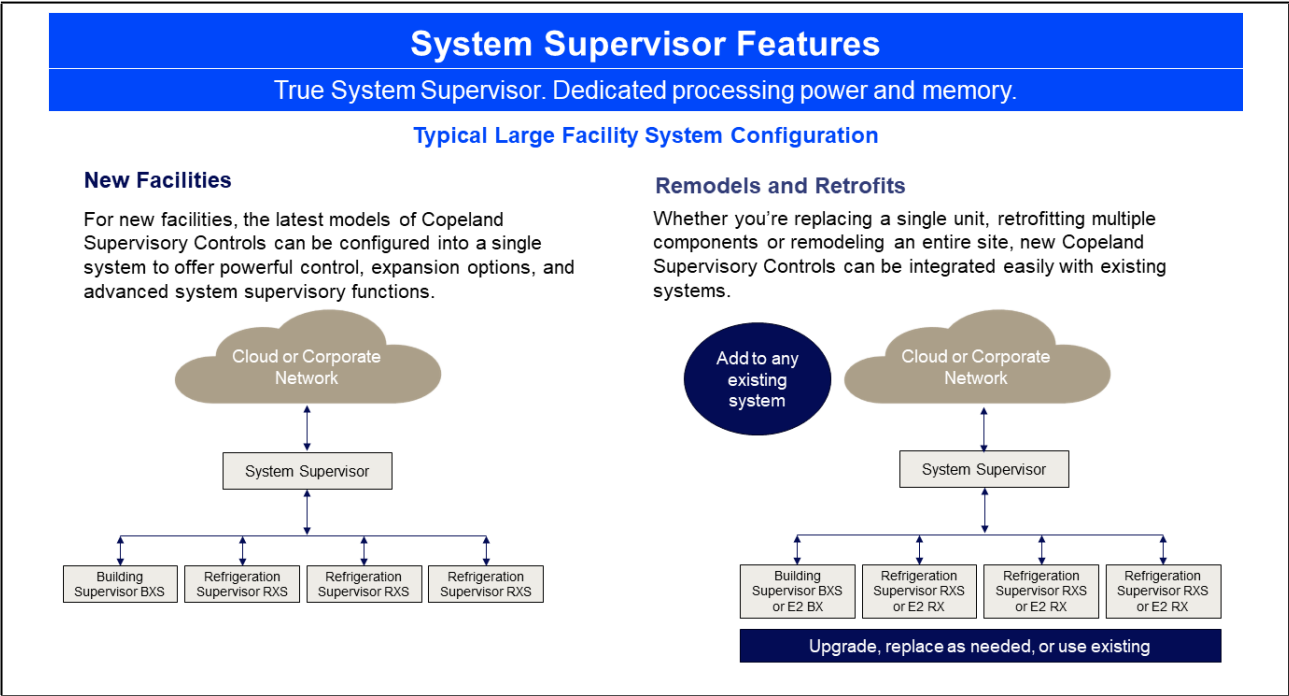 System Supervisor Features
True System Supervisor. Dedicated processing power and memory.
Typical Large Facility System Configuration
New Facilities
For new facilities, the latest models of Copeland
Supervisory Controls can be configured into a single
system to offer powerful control, expansion options, and
advanced system supervisory functions.
Cloud or Corporate
Network
System Supervisor
Building
Supervisor BXS
Refrigeration
Supervisor RXS
Refrigeration
Supervisor RXS
Refrigeration
Supervisor RXS
Remodels and Retrofits
Whether you’re replacing a single unit, retrofitting multiple
components or remodeling an entire site, new Copeland
Supervisory Controls can be integrated easily with existing
systems.
Add to any
existing
system
Cloud or Corporate
Network
System Supervisor
Building
Supervisor BXS
or E2 BX
Refrigeration
Supervisor RXS
or E2 RX
Refrigeration
Supervisor RXS
or E2 RX
Refrigeration
Supervisor RXS
or E2 RX
Upgrade, replace as needed, or use existing